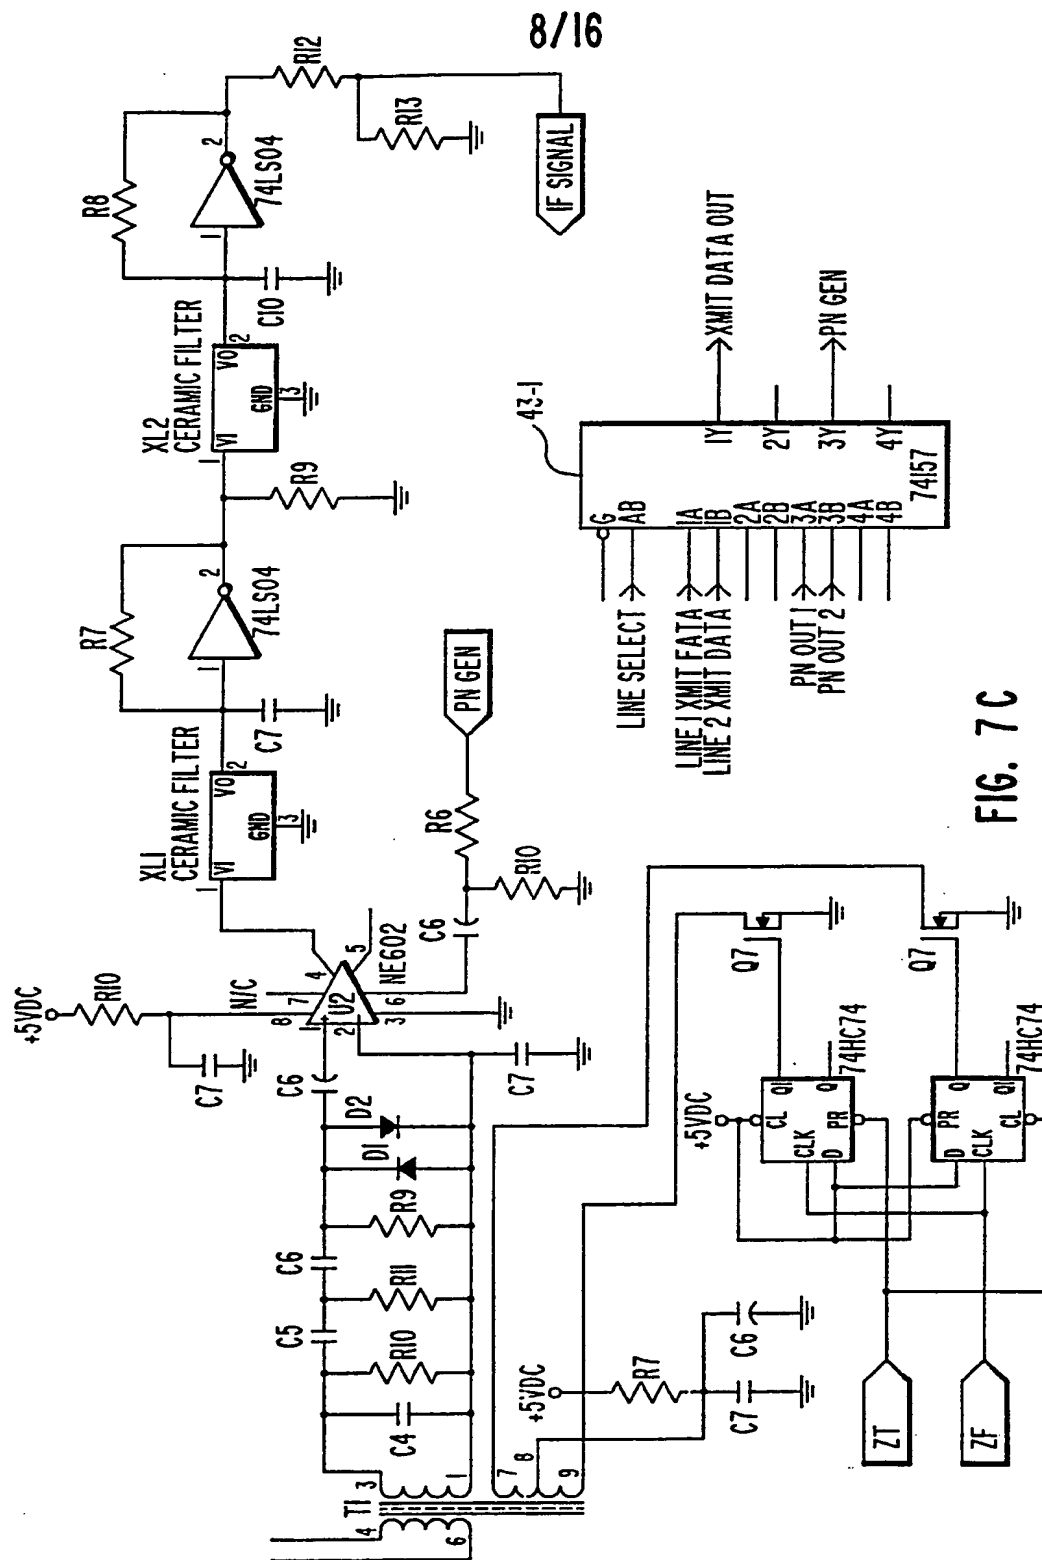 8/16
T1
4
6
3
1
7
8
9
C4
R10
C5
R11
C6
R9
D1
D2
C6
C7
+5VDC
R10
C7
N/C
8
7
1
2
U2
3
6
4
5
NE602
C6
R10
R6
PN GEN
XL1
CERAMIC FILTER
1
VI
VO
2
GND
3
C7
R7
1
2
74LS04
R9
XL2
CERAMIC FILTER
1
VI
VO
2
GND
3
C10
R8
1
2
74LS04
R12
R13
IF SIGNAL
+5VDC
R7
C7
C6
ZT
ZF
+5VDC
CL
CLK
D
PR
Q1
Q
74HC74
PR
D
CLK
CL
Q
Q1
74HC74
Q7
Q7
43-1
LINE SELECT
LINE 1 XMIT FATA
LINE 2 XMIT DATA
PN OUT 1
PN OUT 2
G
AB
1A
1B
2A
2B
3A
3B
4A
4B
1Y
2Y
3Y
4Y
74157
XMIT DATA OUT
PN GEN
FIG. 7C